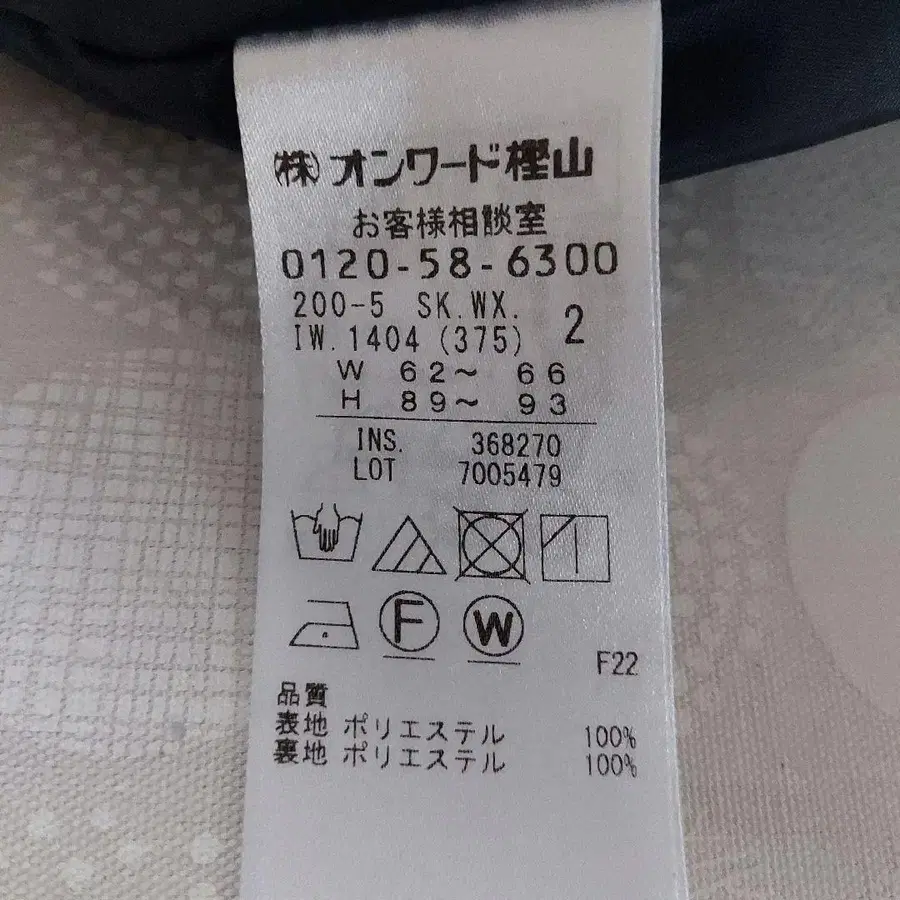 ㈱オンワード樫山
お客様相談室
0120-58-6300
200-5 SK.WX. 2
IW.1404 (375)
W 62～ 66
H 89～ 93
INS. 368270
LOT 7005479
F W
F22
品質
表地 ポリエステル 100%
裏地 ポリエステル 100%